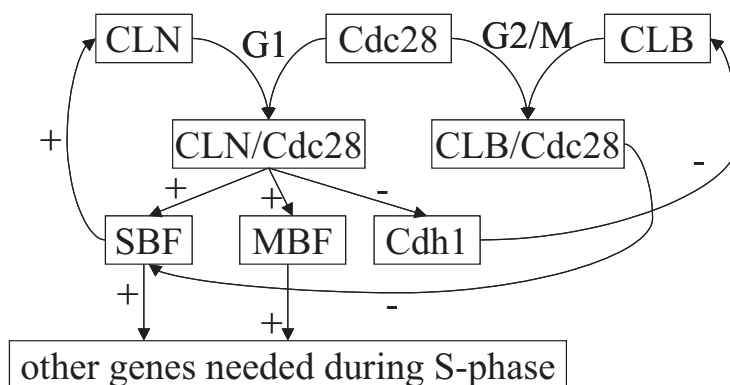 CLN G1 Cdc28 G2/M CLB
+ CLN/Cdc28 CLB/Cdc28 -
+ + -
SBF MBF Cdh1
+ + -
other genes needed during S-phase